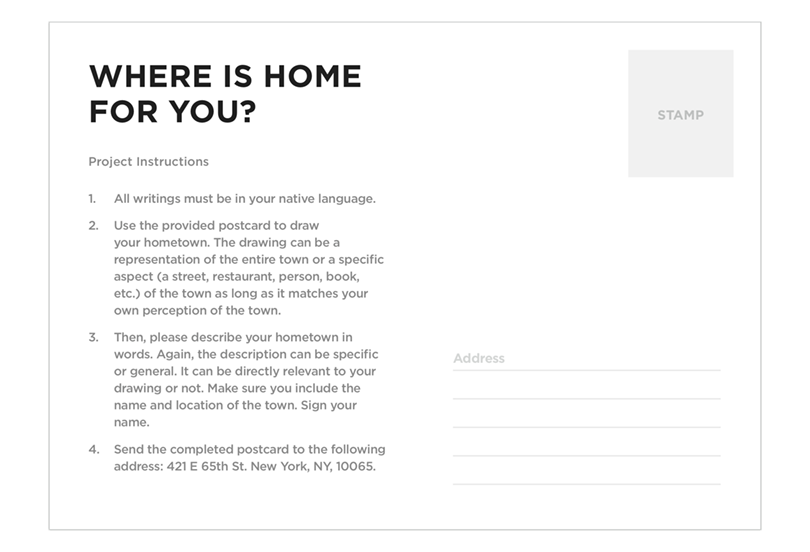 WHERE IS HOME
FOR YOU?
STAMP
Project Instructions
1. All writings must be in your native language.
2. Use the provided postcard to draw
your hometown. The drawing can be a
representation of the entire town or a specific
aspect (a street, restaurant, person, book,
etc.) of the town as long as it matches your
own perception of the town.
3. Then, please describe your hometown in
words. Again, the description can be specific
or general. It can be directly relevant to your
drawing or not. Make sure you include the
name and location of the town. Sign your
name.
4. Send the completed postcard to the following
address: 421 E 65th St. New York, NY, 10065.
Address